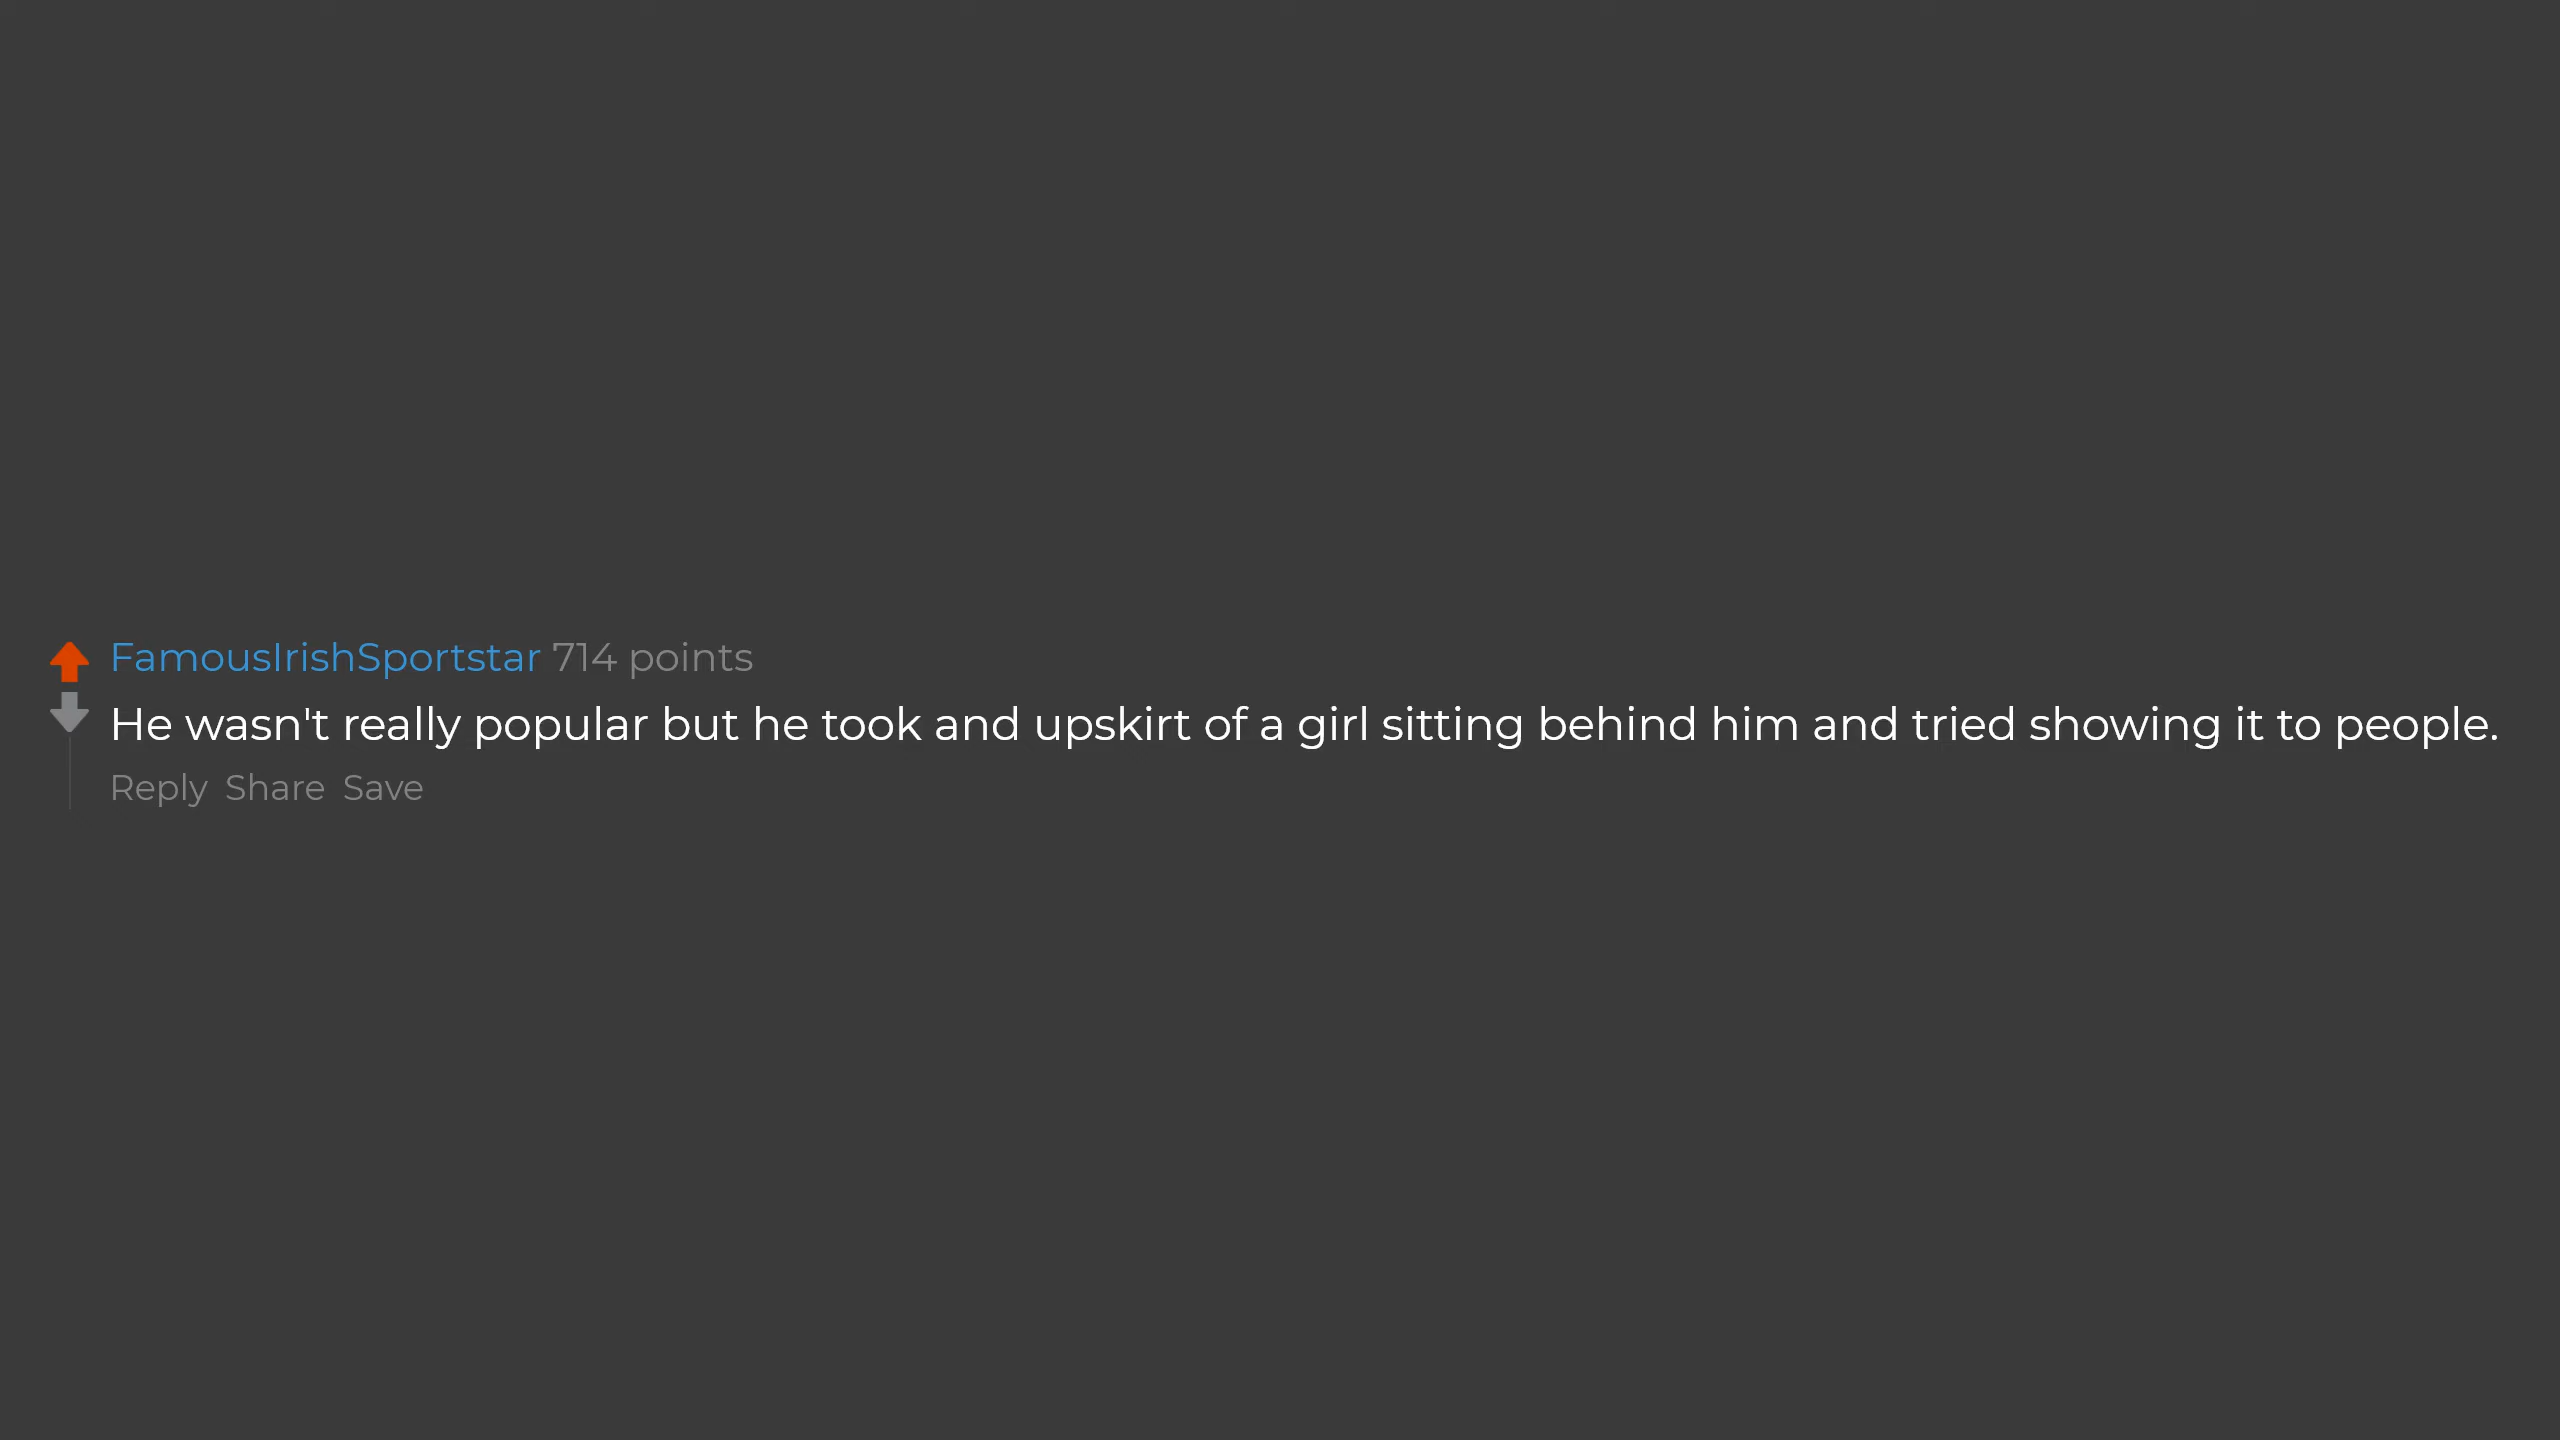 FamousIrishSportstar 714 points
He wasn't really popular but he took and upskirt of a girl sitting behind him and tried showing it to people.
Reply Share Save